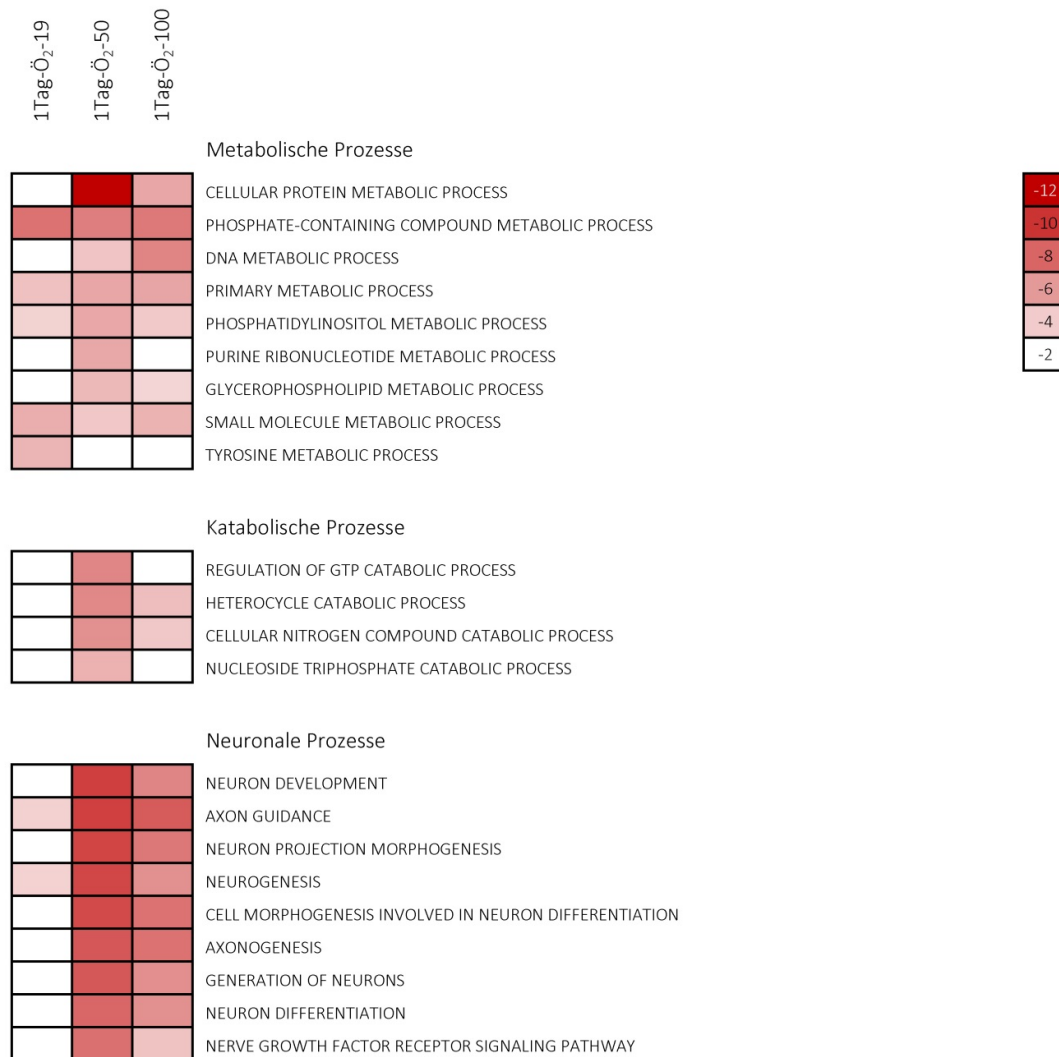 1Tag-Ö₂-19
1Tag-Ö₂-50
1Tag-Ö₂-100
Metabolische Prozesse
CELLULAR PROTEIN METABOLIC PROCESS
PHOSPHATE-CONTAINING COMPOUND METABOLIC PROCESS
DNA METABOLIC PROCESS
PRIMARY METABOLIC PROCESS
PHOSPHATIDYLINOSITOL METABOLIC PROCESS
PURINE RIBONUCLEOTIDE METABOLIC PROCESS
GLYCEROPHOSPHOLIPID METABOLIC PROCESS
SMALL MOLECULE METABOLIC PROCESS
TYROSINE METABOLIC PROCESS
-12
-10
-8
-6
-4
-2
Katabolische Prozesse
REGULATION OF GTP CATABOLIC PROCESS
HETEROCYCLE CATABOLIC PROCESS
CELLULAR NITROGEN COMPOUND CATABOLIC PROCESS
NUCLEOSIDE TRIPHOSPHATE CATABOLIC PROCESS
Neuronale Prozesse
NEURON DEVELOPMENT
AXON GUIDANCE
NEURON PROJECTION MORPHOGENESIS
NEUROGENESIS
CELL MORPHOGENESIS INVOLVED IN NEURON DIFFERENTIATION
AXONOGENESIS
GENERATION OF NEURONS
NEURON DIFFERENTIATION
NERVE GROWTH FACTOR RECEPTOR SIGNALING PATHWAY